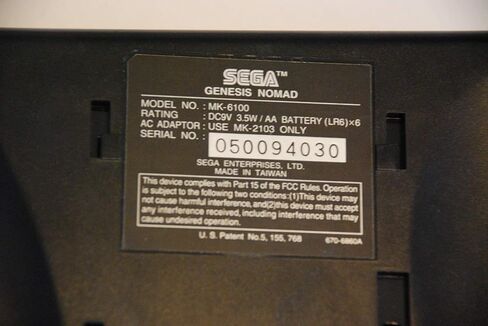 SEGA™
GENESIS NOMAD
MODEL NO. : MK-6100
RATING : DC9V 3.5W / AA BATTERY (LR6)×6
AC ADAPTOR : USE MK-2103 ONLY
SERIAL NO. : 050094030
SEGA ENTERPRISES, LTD.
MADE IN TAIWAN
This device complies with Part 15 of the FCC Rules. Operation
is subject to the following two conditions:(1)This device may
not cause harmful interference, and(2)this device must accept
any interference received, including interference that may
cause undesired operation.
U. S. Patent No.5, 155, 768
670-6860A